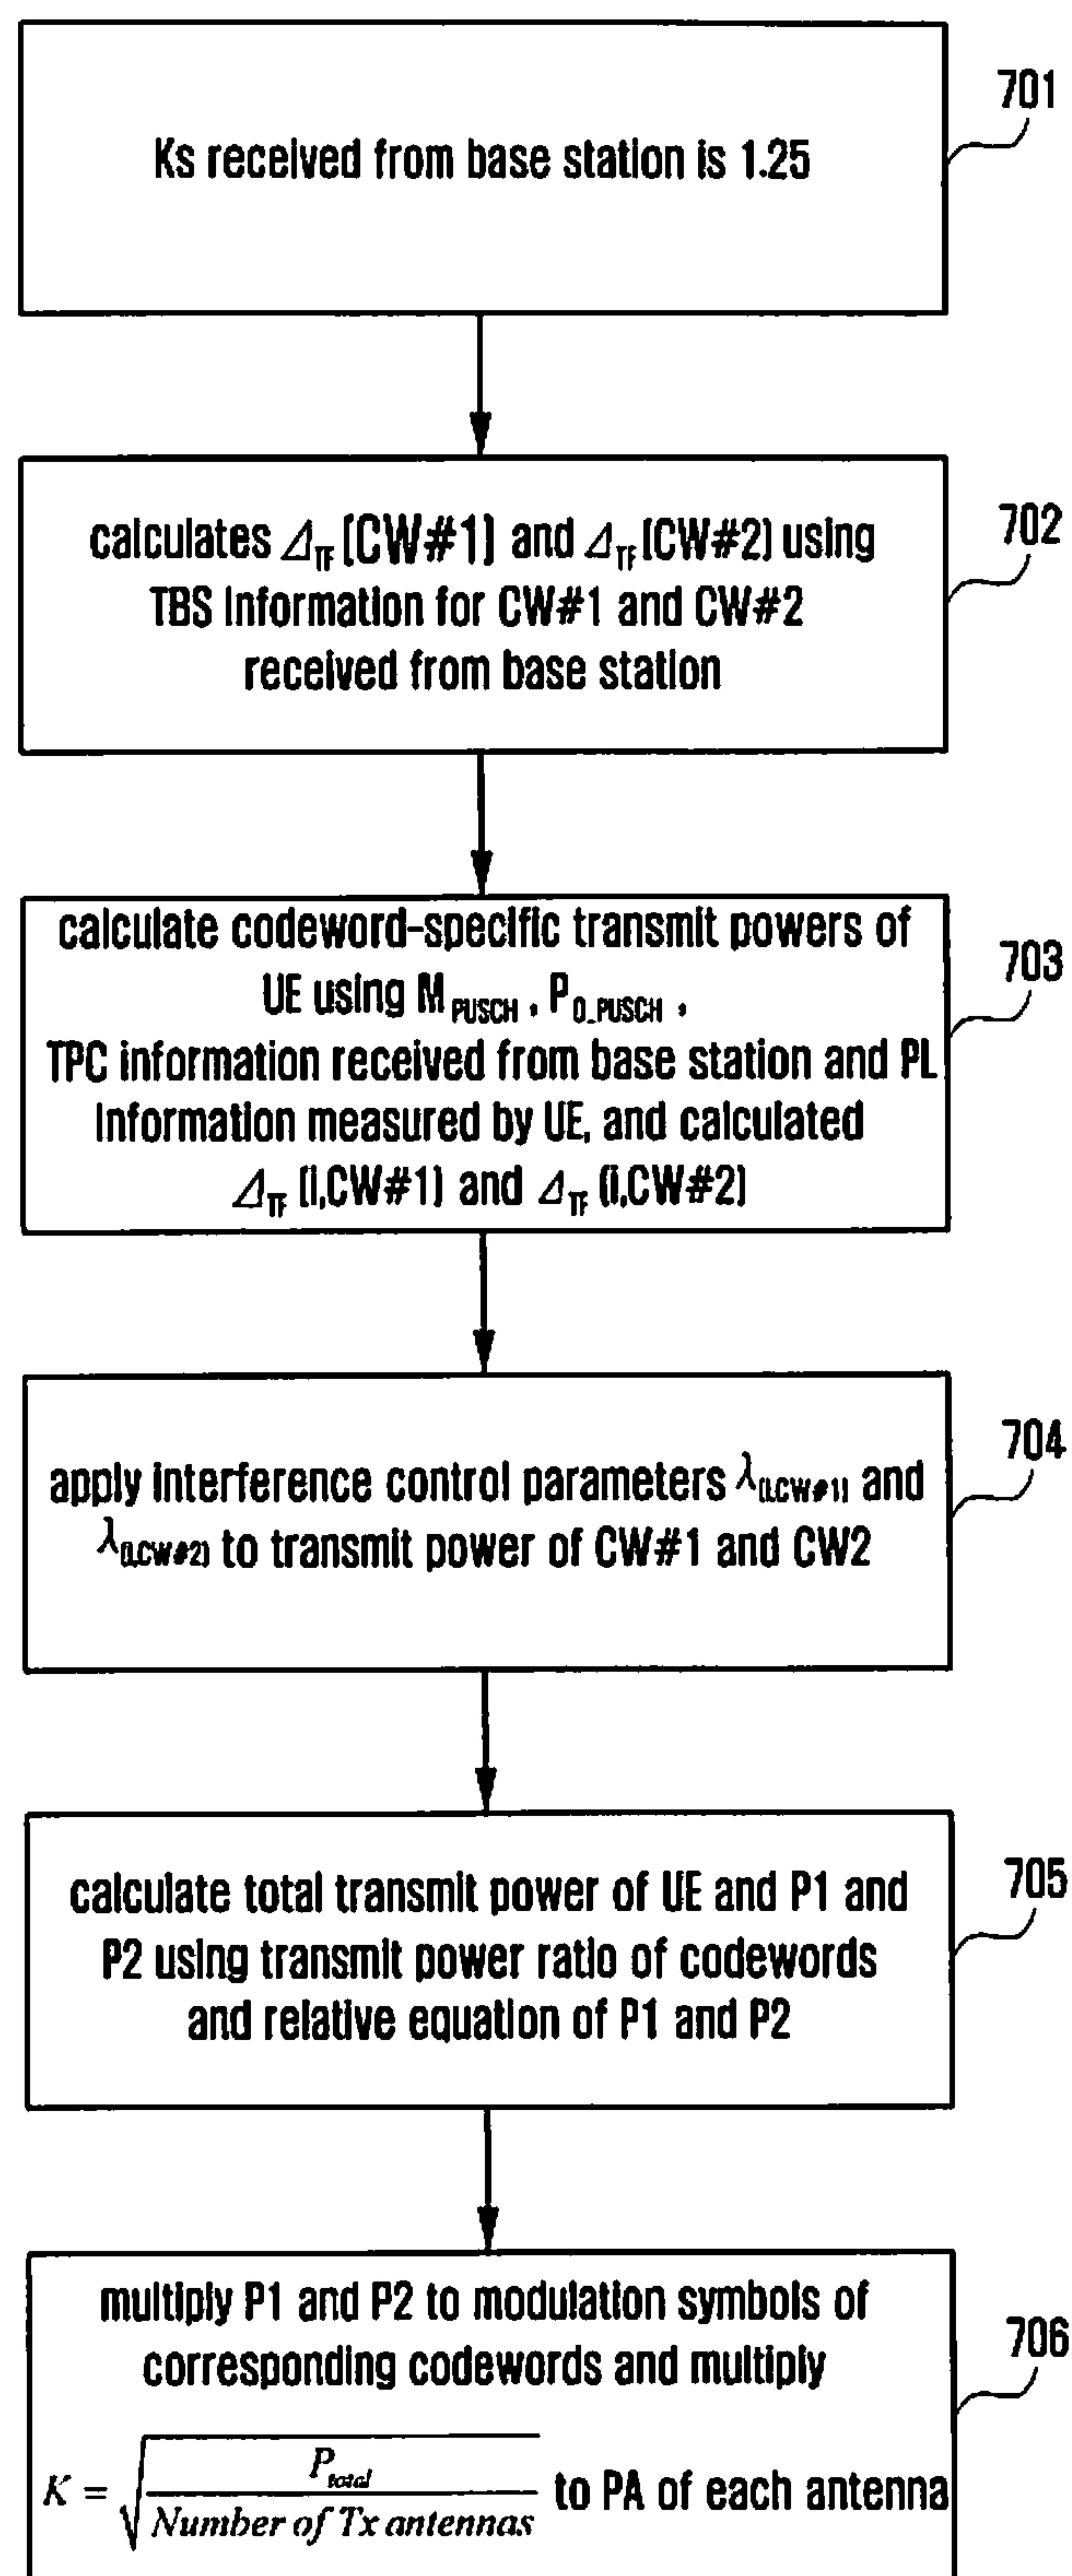 701
Ks received from base station is 1.25
702
calculates Δ_TF [CW#1] and Δ_TF [CW#2] using
TBS Information for CW#1 and CW#2
received from base station
703
calculate codeword-specific transmit powers of
UE using M_PUSCH, P_0_PUSCH,
TPC information received from base station and PL
Information measured by UE, and calculated
Δ_TF (i,CW#1) and Δ_TF (i,CW#2)
704
apply interference control parameters λ_(i,CW#1) and
λ_(i,CW#2) to transmit power of CW#1 and CW2
705
calculate total transmit power of UE and P1 and
P2 using transmit power ratio of codewords
and relative equation of P1 and P2
706
multiply P1 and P2 to modulation symbols of
corresponding codewords and multiply
K = √(P_total / Number of Tx antennas) to PA of each antenna